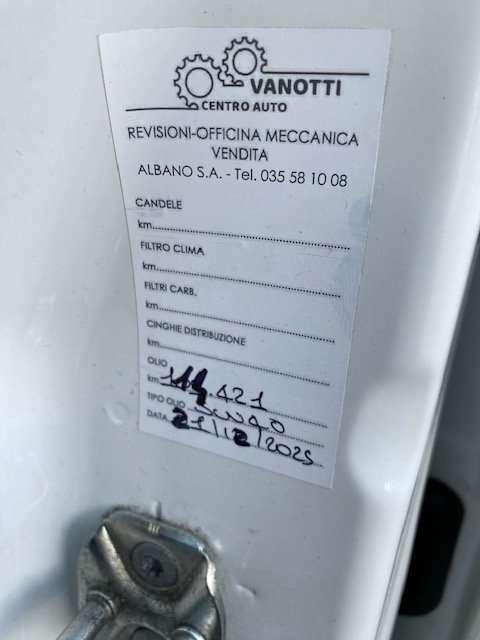 VANOTTI
CENTRO AUTO
REVISIONI-OFFICINA MECCANICA
VENDITA
ALBANO S.A. - Tel. 035 58 10 08
CANDELE
km
FILTRO CLIMA
km
FILTRI CARB.
km
CINGHIE DISTRIBUZIONE
km
OLIO
km 114.421
TIPO OLIO 5W40
DATA 21/12/2025